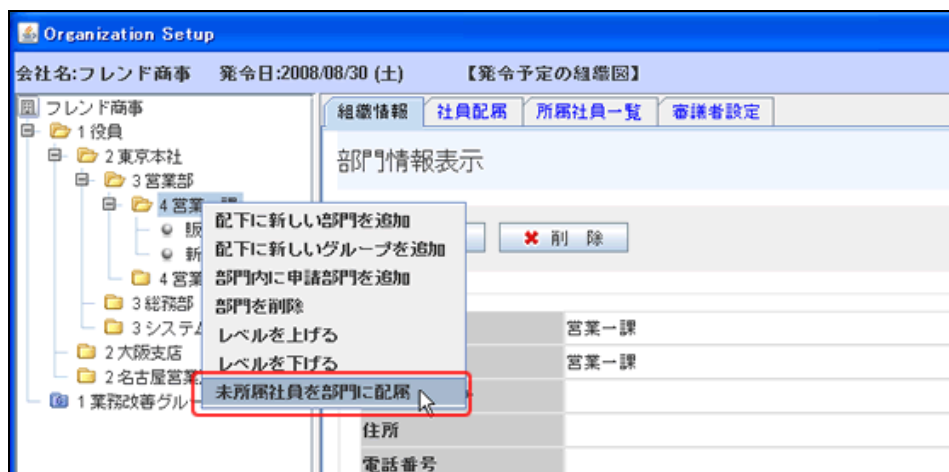 Organization Setup
会社名:フレンド商事 発令日:2008/08/30 (土) 【発令予定の組織図】
フレンド商事
1 役員
2 東京本社
3 営業部
4 営業一課
販
新
4 営業
3 総務部
3 システム
2 大阪支店
2 名古屋営業
1 業務改善グルー
配下に新しい部門を追加
配下に新しいグループを追加
部門内に申請部門を追加
部門を削除
レベルを上げる
レベルを下げる
未所属社員を部門に配属
組織情報 社員配属 所属社員一覧 審議者設定
部門情報表示
削 除
営業一課
営業一課
住所
電話番号